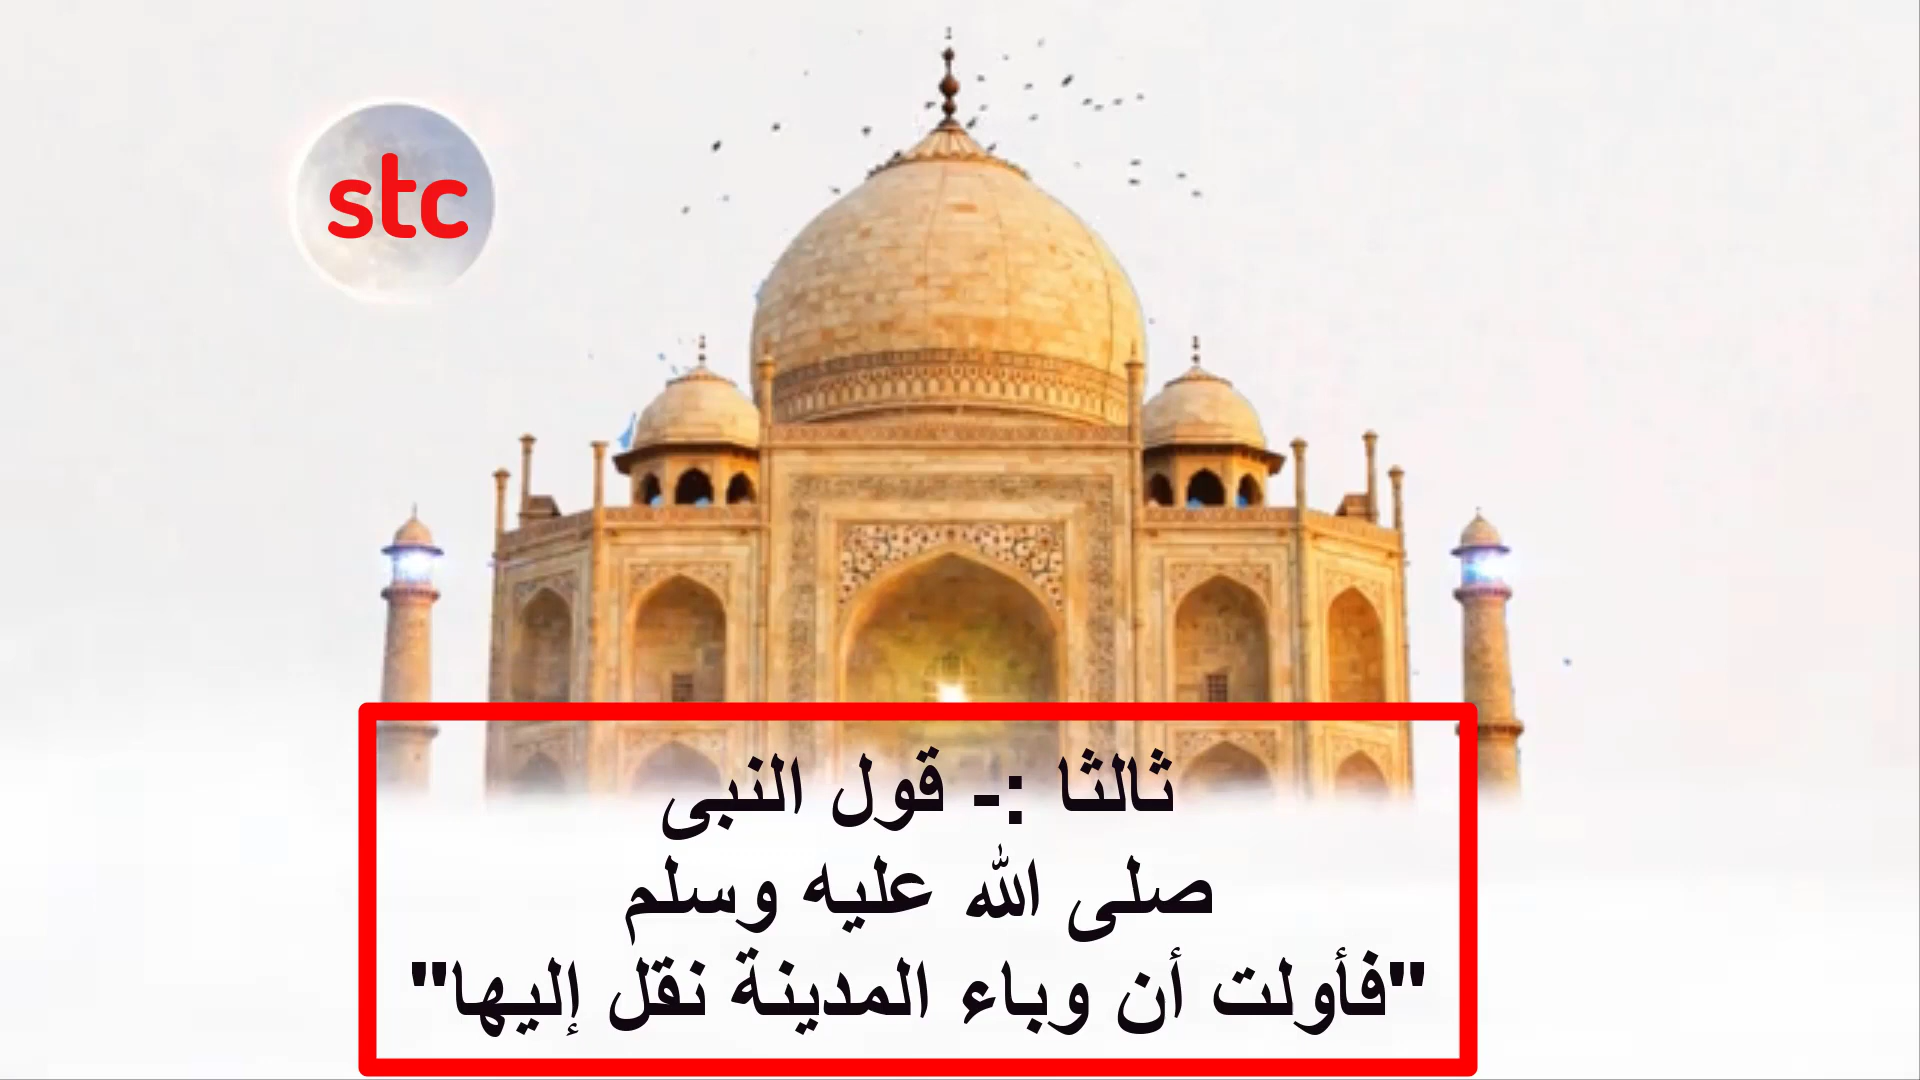 stc
ثالثا :- قول النبى
صلى الله عليه وسلم
"فأولت أن وباء المدينة نقل إليها"